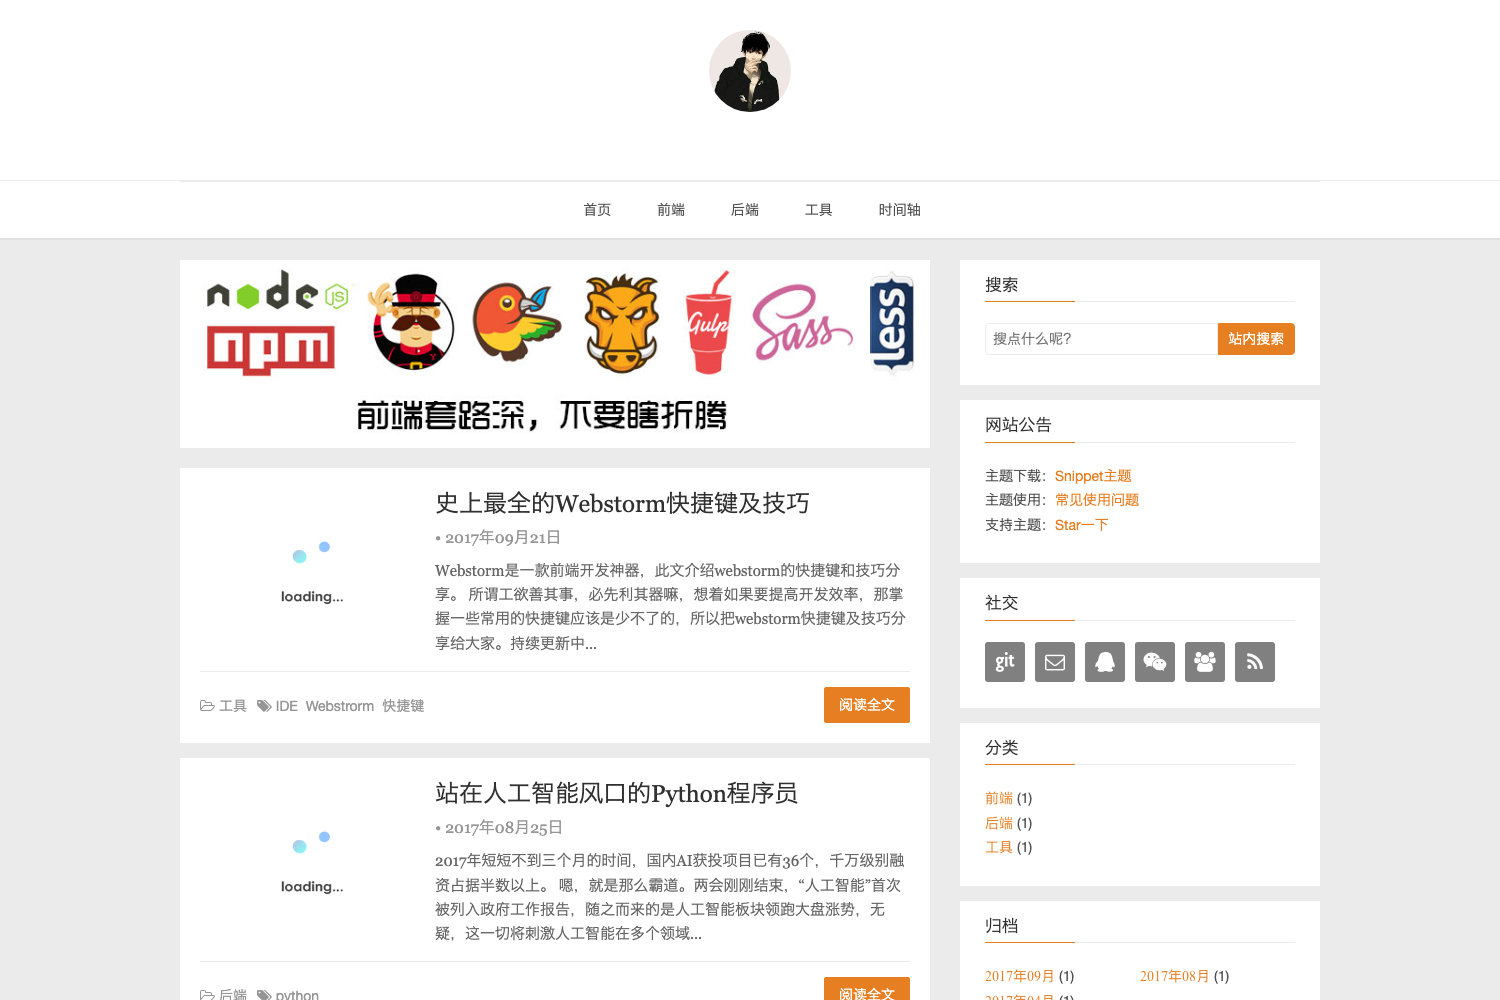 首页 前端 后端 工具 时间轴
node JS
npm
Gulp
Sass
less
前端套路深，不要瞎折腾
史上最全的Webstorm快捷键及技巧
• 2017年09月21日
Webstorm是一款前端开发神器，此文介绍webstorm的快捷键和技巧分
享。 所谓工欲善其事，必先利其器嘛，想着如果要提高开发效率，那掌
握一些常用的快捷键应该是少不了的，所以把webstorm快捷键及技巧分
享给大家。持续更新中...
loading...
工具 IDE Webstrorm 快捷键
阅读全文
站在人工智能风口的Python程序员
• 2017年08月25日
2017年短短不到三个月的时间，国内AI获投项目已有36个，千万级别融
资占据半数以上。 嗯，就是那么霸道。两会刚刚结束，“人工智能”首次
被列入政府工作报告，随之而来的是人工智能板块领跑大盘涨势，无
疑，这一切将刺激人工智能在多个领域...
loading...
后端 python
阅读全文
搜索
搜点什么呢?
站内搜索
网站公告
主题下载：Snippet主题
主题使用：常见使用问题
支持主题：Star一下
社交
git
分类
前端 (1)
后端 (1)
工具 (1)
归档
2017年09月 (1) 2017年08月 (1)
2017年04月 (1)